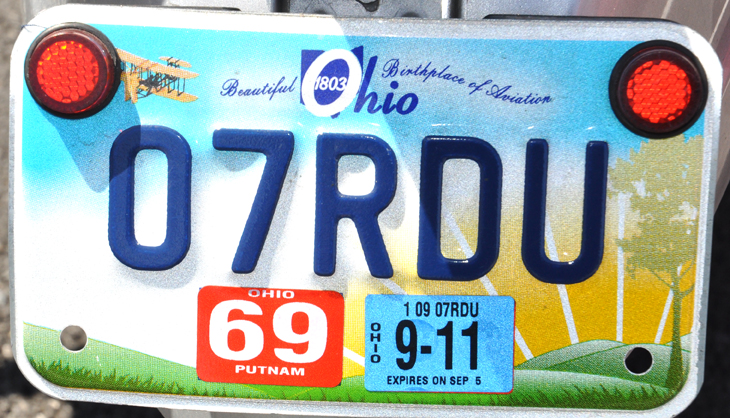 Beautiful Ohio Birthplace of Aviation
1803
07RDU
OHIO
69
PUTNAM
1 09 07RDU
OHIO
9-11
EXPIRES ON SEP 5